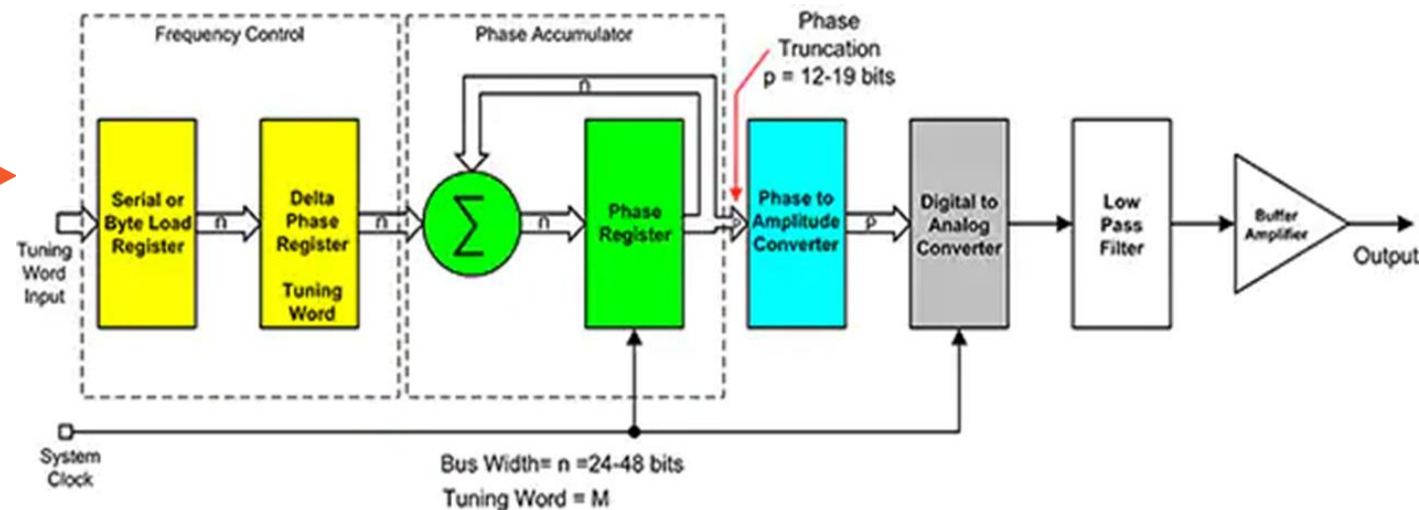 Frequency Control
Phase Accumulator
Phase
Truncation
p = 12-19 bits
n
Serial or
Byte Load
Register
n
Delta
Phase
Register
Tuning
Word
n
Σ
n
Phase
Register
P
Phase to
Amplitude
Converter
P
Digital to
Analog
Converter
Low
Pass
Filter
Buffer
Amplifier
Output
Tuning
Word
Input
System
Clock
Bus Width= n =24-48 bits
Tuning Word = M